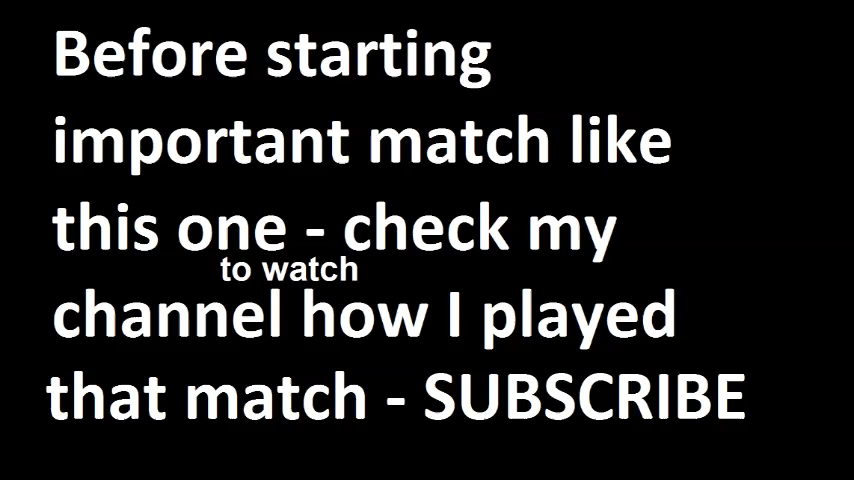 Before starting
important match like
this one - check my
to watch
channel how I played
that match - SUBSCRIBE